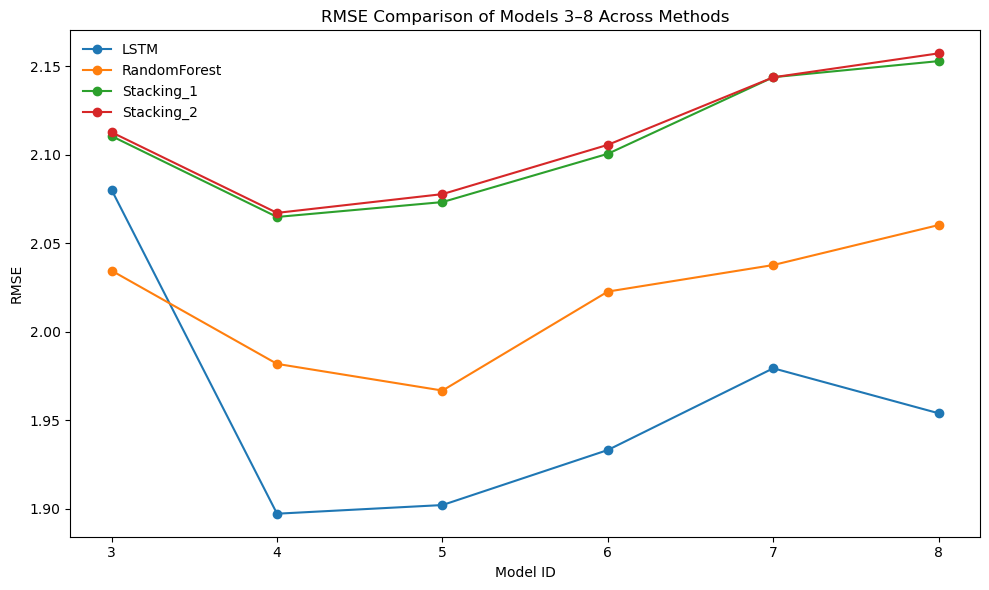 RMSE Comparison of Models 3–8 Across Methods
LSTM
RandomForest
Stacking_1
Stacking_2
RMSE
2.15
2.10
2.05
2.00
1.95
1.90
3 4 5 6 7 8
Model ID